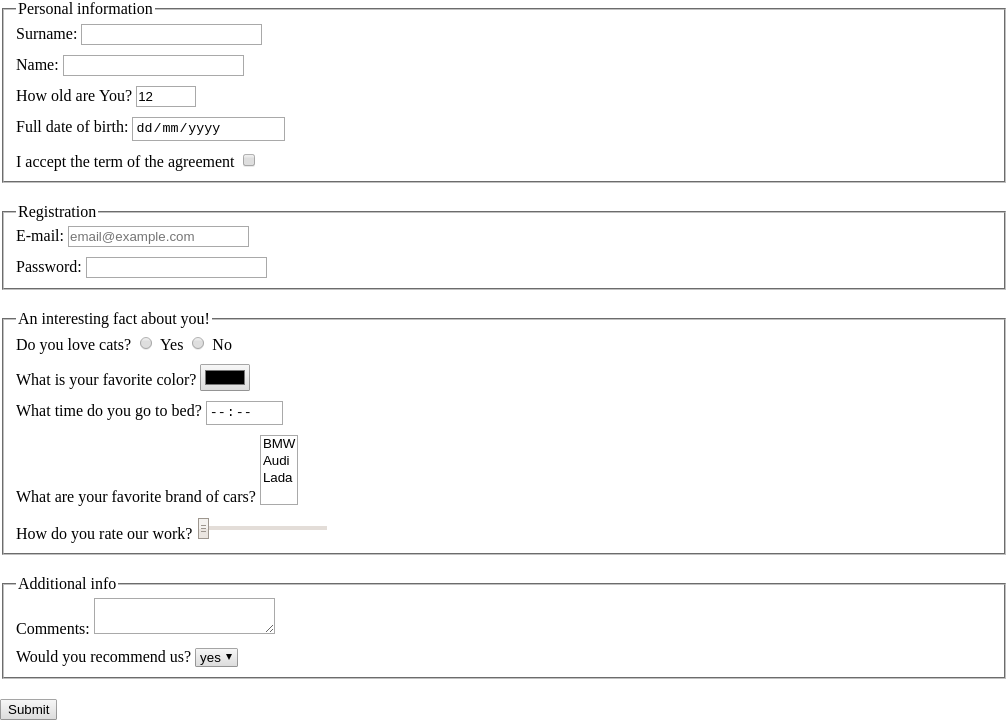 Personal information
Surname:
Name:
How old are You? 12
Full date of birth: dd/mm/yyyy
I accept the term of the agreement
Registration
E-mail: email@example.com
Password:
An interesting fact about you!
Do you love cats? Yes No
What is your favorite color?
What time do you go to bed? --:--
BMW
Audi
Lada
What are your favorite brand of cars?
How do you rate our work?
Additional info
Comments:
Would you recommend us? yes
Submit